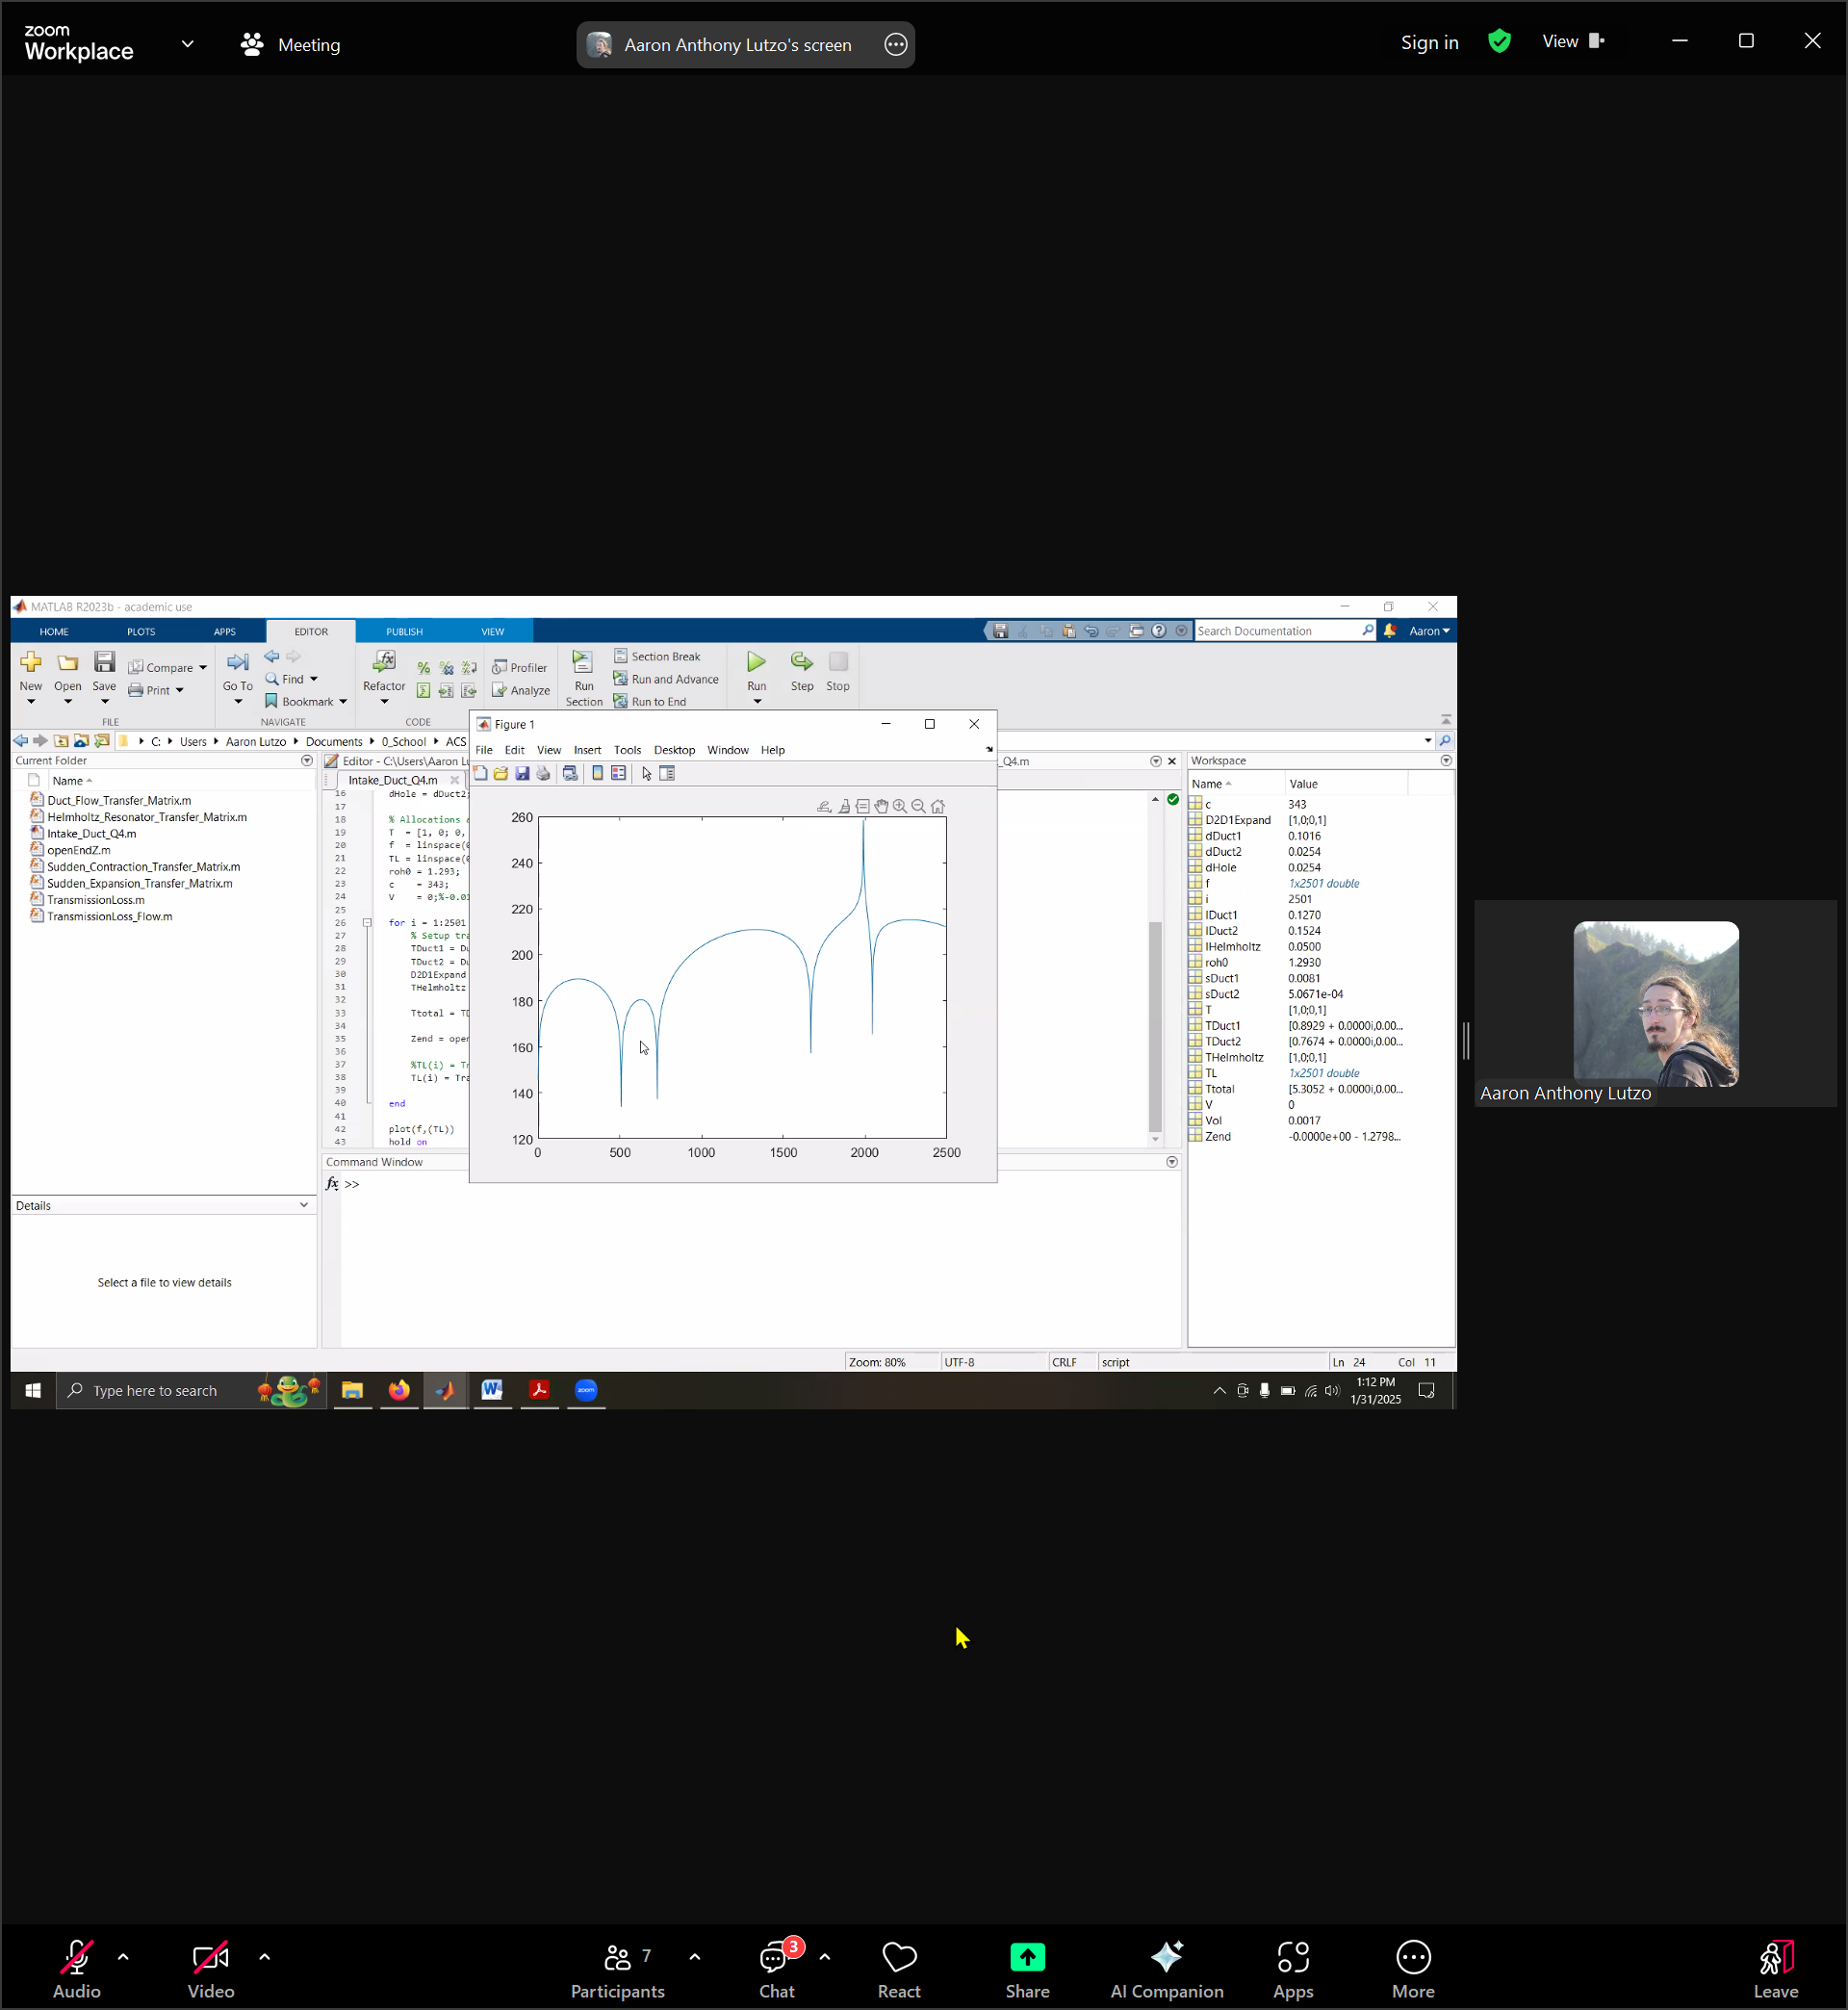 zoom
Workplace
Meeting
Aaron Anthony Lutzo's screen
Sign in
View
MATLAB R2023b - academic use
HOME PLOTS APPS EDITOR PUBLISH VIEW
Search Documentation
Aaron
New Open Save
Compare
Print
Go To
Find
Bookmark
Refactor
Profiler
Analyze
Run
Section
Section Break
Run and Advance
Run to End
Run Step Stop
FILE NAVIGATE CODE
C: Users Aaron Lutzo Documents 0_School ACS
Current Folder
Name
Duct_Flow_Transfer_Matrix.m
Helmholtz_Resonator_Transfer_Matrix.m
Intake_Duct_Q4.m
openEndZ.m
Sudden_Contraction_Transfer_Matrix.m
Sudden_Expansion_Transfer_Matrix.m
TransmissionLoss.m
TransmissionLoss_Flow.m
Details
Select a file to view details
Editor - C:\Users\Aaron Lu
_Q4.m
Intake_Duct_Q4.m
16 dHole = dDuct2;
17
18 % Allocations
19 T = [1, 0; 0,
20 f = linspace(
21 TL = linspace(
22 roh0 = 1.293;
23 c = 343;
24 V = 0;%-0.0
25
26 for i = 1:2501
27 % Setup tra
28 TDuct1 = Du
29 TDuct2 = Du
30 D2D1Expand
31 THelmholtz
32
33 Ttotal = TD
34
35 Zend = oper
36
37 %TL(i) = Tr
38 TL(i) = Tra
39
40 end
41
42 plot(f,(TL))
43 hold on
Command Window
fx >>
Figure 1
File Edit View Insert Tools Desktop Window Help
260
240
220
200
180
160
140
120
0 500 1000 1500 2000 2500
Workspace
Name Value
c 343
D2D1Expand [1,0;0,1]
dDuct1 0.1016
dDuct2 0.0254
dHole 0.0254
f 1x2501 double
i 2501
lDuct1 0.1270
lDuct2 0.1524
lHelmholtz 0.0500
roh0 1.2930
sDuct1 0.0081
sDuct2 5.0671e-04
T [1,0;0,1]
TDuct1 [0.8929 + 0.0000i,0.00...
TDuct2 [0.7674 + 0.0000i,0.00...
THelmholtz [1,0;0,1]
TL 1x2501 double
Ttotal [5.3052 + 0.0000i,0.00...
V 0
Vol 0.0017
Zend -0.0000e+00 - 1.2798...
Zoom: 80% UTF-8 CRLF script Ln 24 Col 11
Type here to search
zoom
1:12 PM
1/31/2025
Aaron Anthony Lutzo
Audio
Video
7
Participants
3
Chat
React
Share
AI Companion
Apps
More
Leave